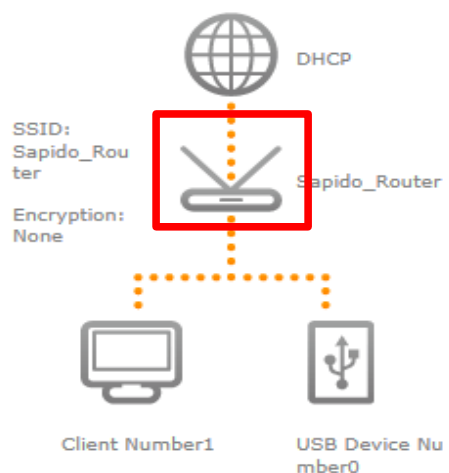 DHCP
SSID:
Sapido_Rou
ter
Sapido_Router
Encryption:
None
Client Number1
USB Device Nu
mber0